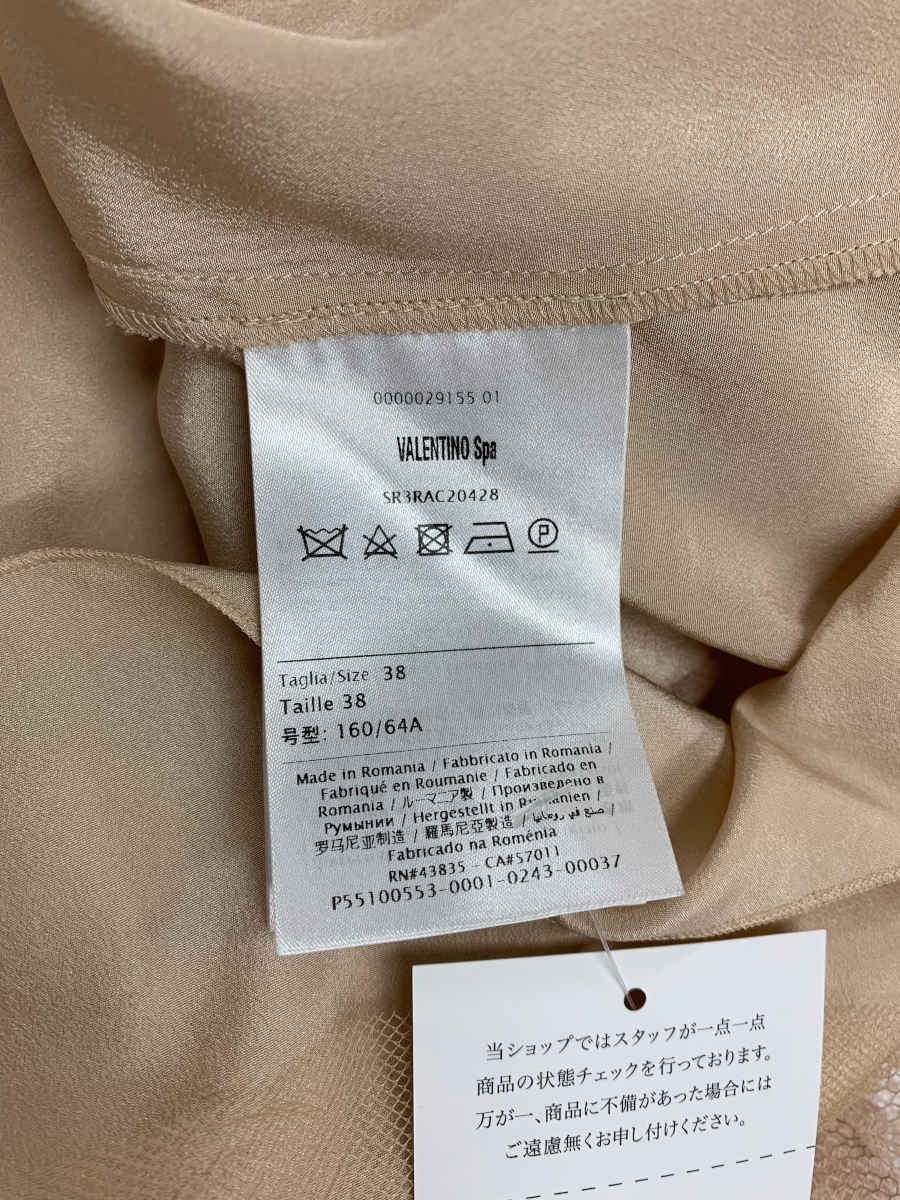 0000029155 01
VALENTINO Spa
SR3RAC20428
P
Taglia/Size 38
Taille 38
号型: 160/64A
Made in Romania / Fabbricato in Romania /
Fabriqué en Roumanie / Fabricado en
Romania / ルーマニア製 / Произведено в
Румынии / Hergestellt in Rumänien /
罗马尼亚制造 / 羅馬尼亞製造 / صنع في رومانيا /
Fabricado na Roménia
RN#43835 - CA#57011
P55100553-0001-0243-00037
当ショップではスタッフが一点一点
商品の状態チェックを行っております。
万が一、商品に不備があった場合には
ご遠慮無くお申し付けください。